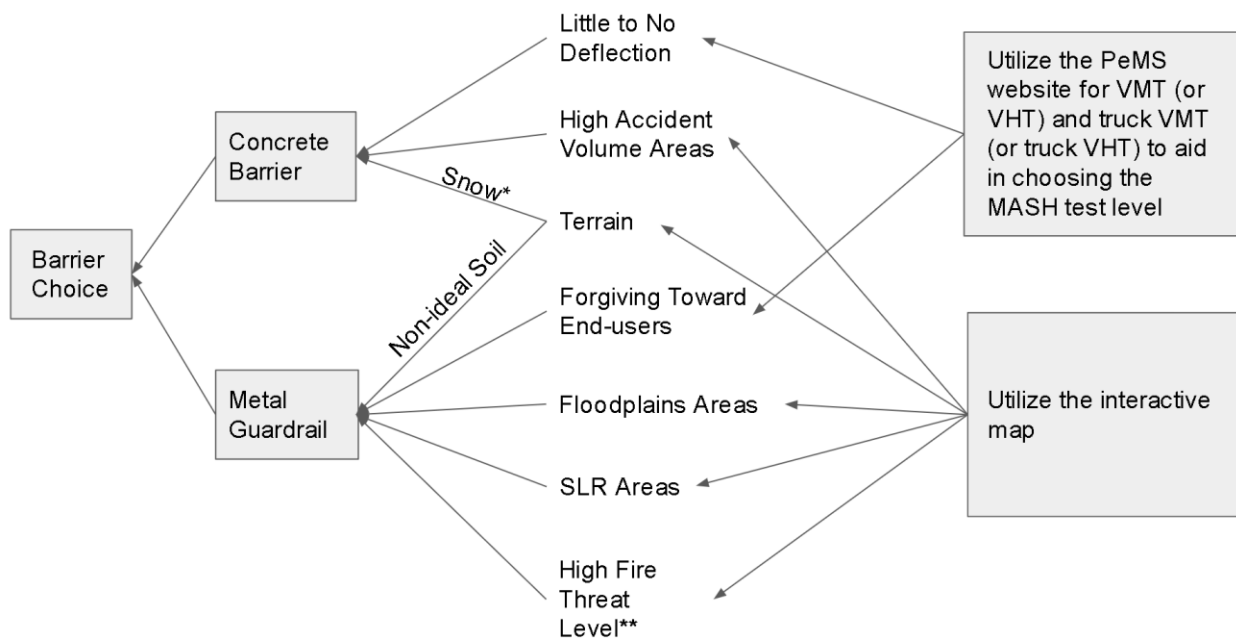 Little to No
Deflection
Utilize the PeMS
website for VMT (or
VHT) and truck VMT
(or truck VHT) to aid
in choosing the
MASH test level
Concrete
Barrier
High Accident
Volume Areas
Snow*
Terrain
Barrier
Choice
Non-ideal Soil
Forgiving Toward
End-users
Metal
Guardrail
Floodplains Areas
Utilize the interactive
map
SLR Areas
High Fire
Threat
Level**